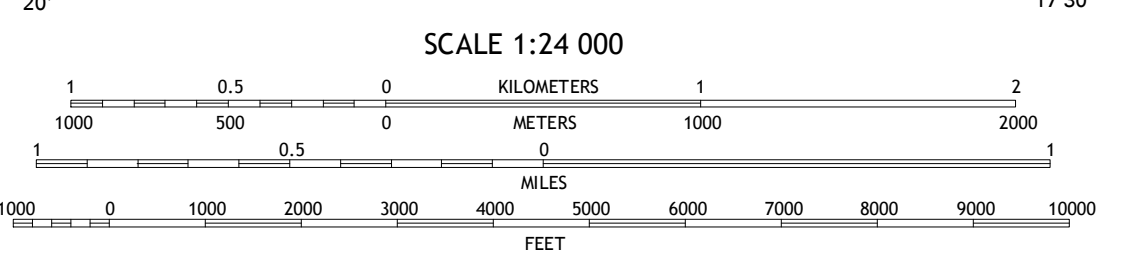 20' 17'30"
SCALE 1:24 000
1 0.5 0 KILOMETERS 1 2
1000 500 0 METERS 1000 2000
1 0.5 0 1
MILES
1000 0 1000 2000 3000 4000 5000 6000 7000 8000 9000 10000
FEET